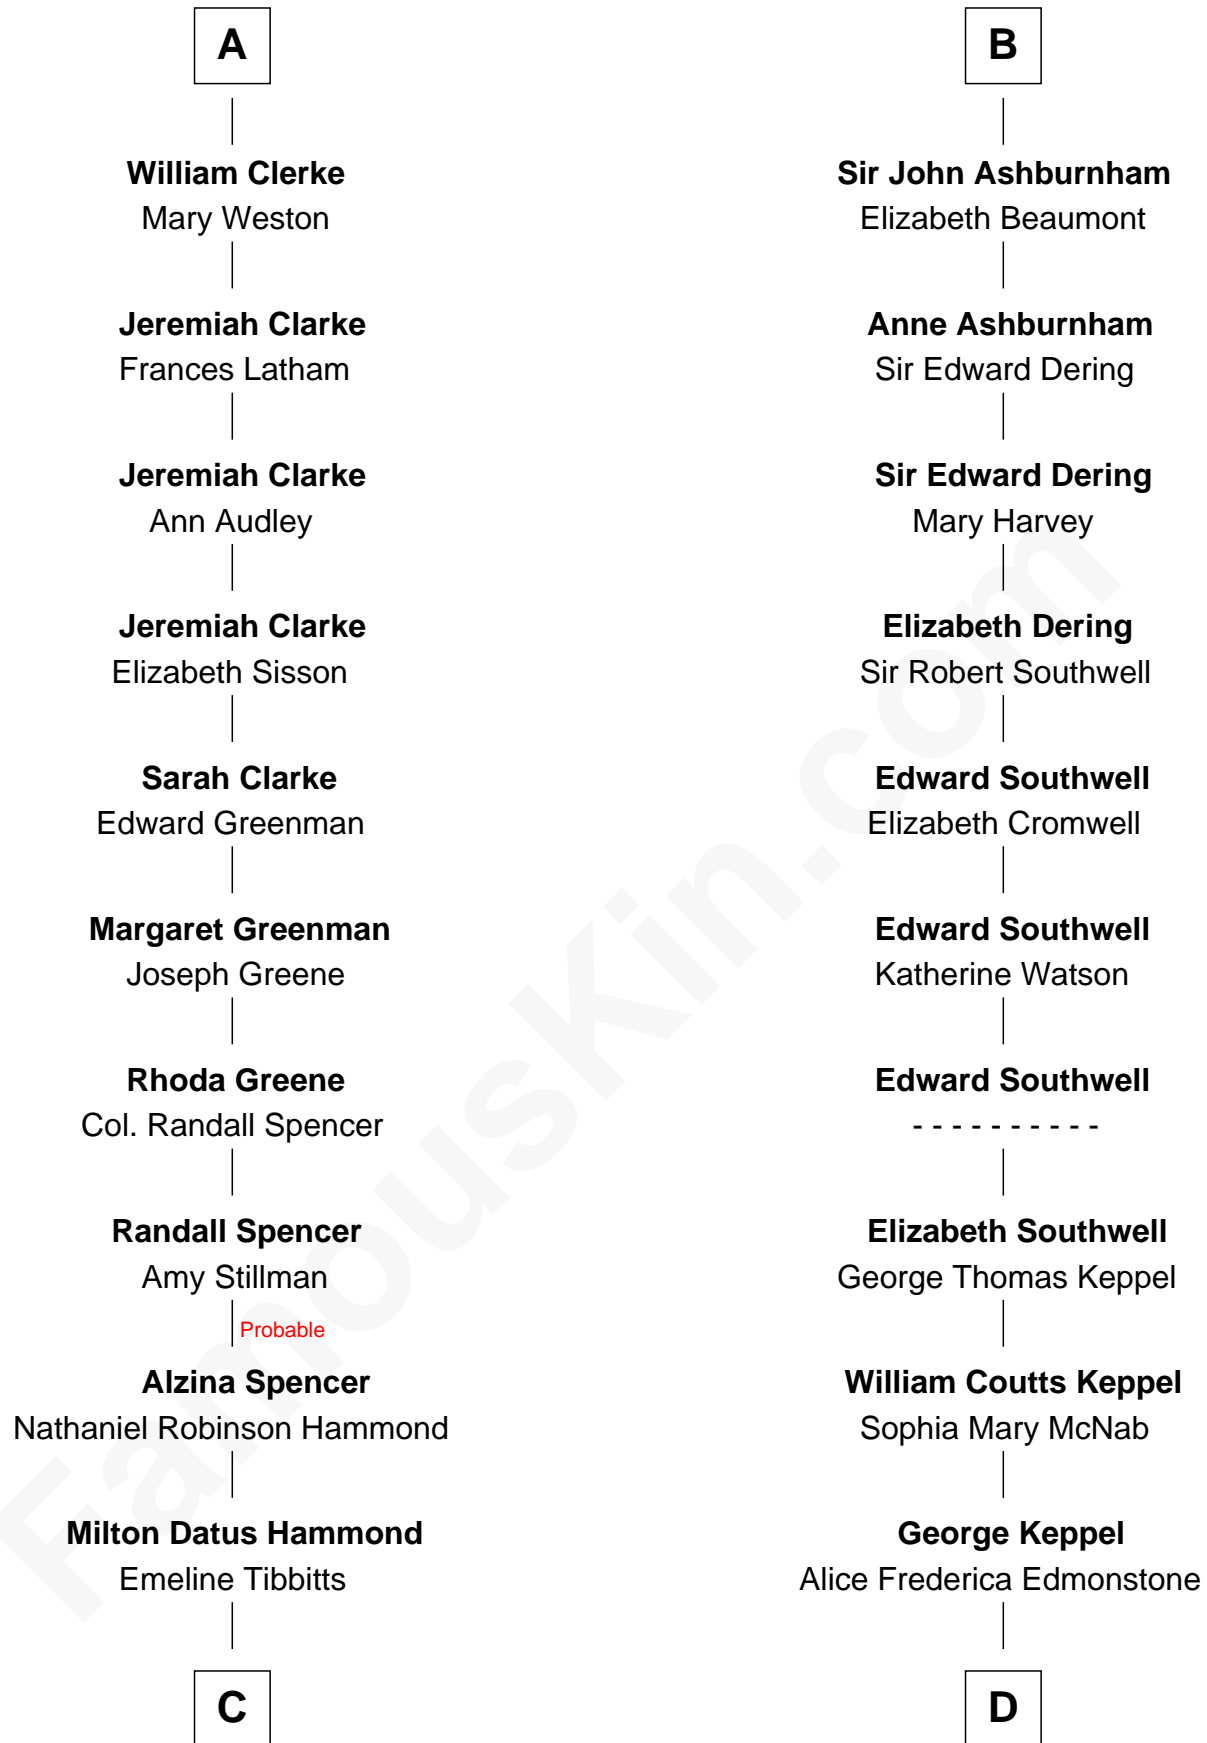 A
William Clerke
Mary Weston
Jeremiah Clarke
Frances Latham
Jeremiah Clarke
Ann Audley
Jeremiah Clarke
Elizabeth Sisson
Sarah Clarke
Edward Greenman
Margaret Greenman
Joseph Greene
Rhoda Greene
Col. Randall Spencer
Randall Spencer
Amy Stillman
Probable
Alzina Spencer
Nathaniel Robinson Hammond
Milton Datus Hammond
Emeline Tibbitts
C
B
Sir John Ashburnham
Elizabeth Beaumont
Anne Ashburnham
Sir Edward Dering
Sir Edward Dering
Mary Harvey
Elizabeth Dering
Sir Robert Southwell
Edward Southwell
Elizabeth Cromwell
Edward Southwell
Katherine Watson
Edward Southwell
- - - - - - - - - -
Elizabeth Southwell
George Thomas Keppel
William Coutts Keppel
Sophia Mary McNab
George Keppel
Alice Frederica Edmonstone
D
FamousKin.com